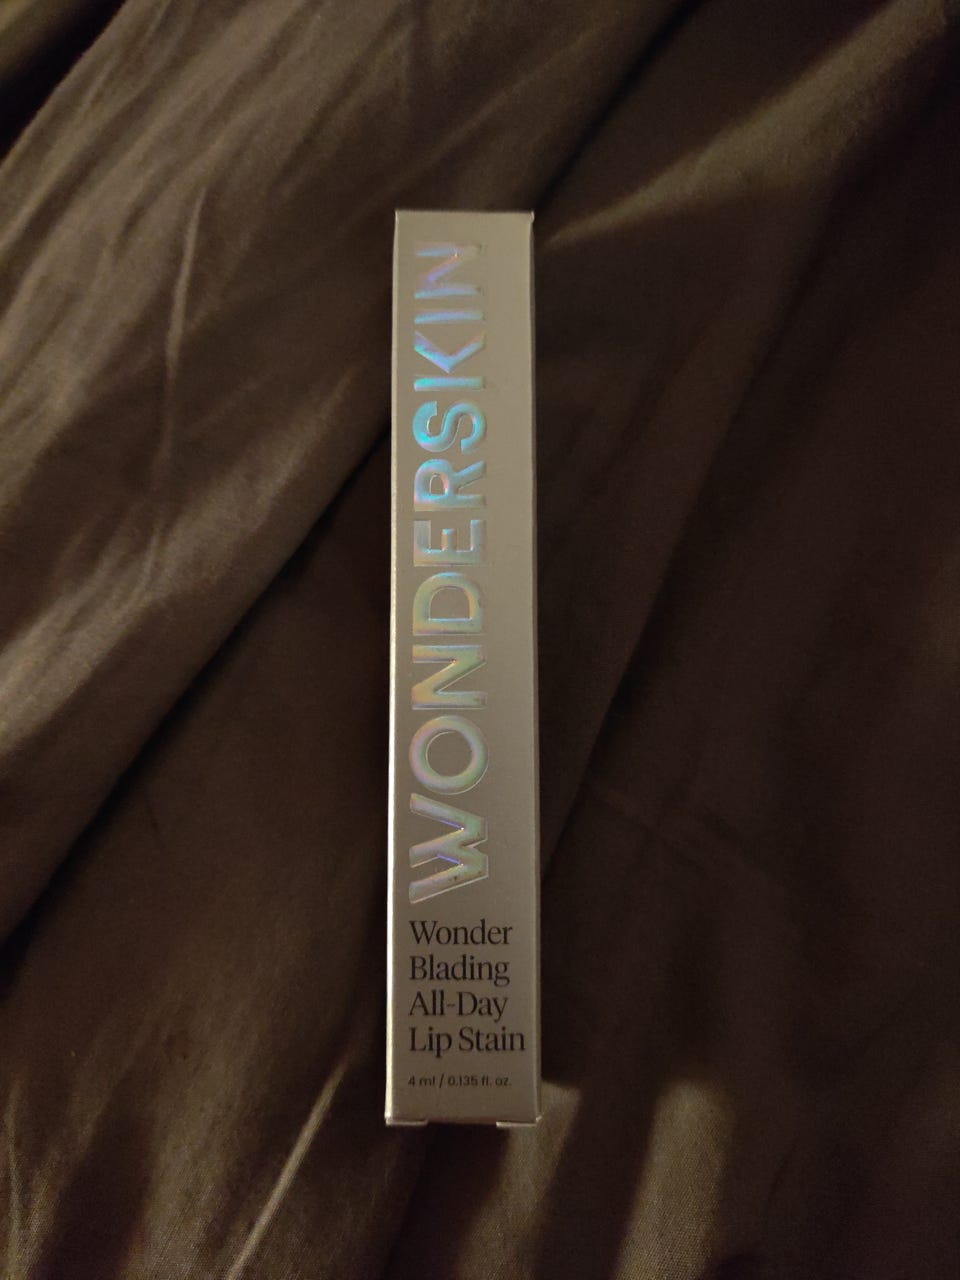 WONDERSKIN
Wonder
Blading
All-Day
Lip Stain
4 ml / 0.135 fl. oz.